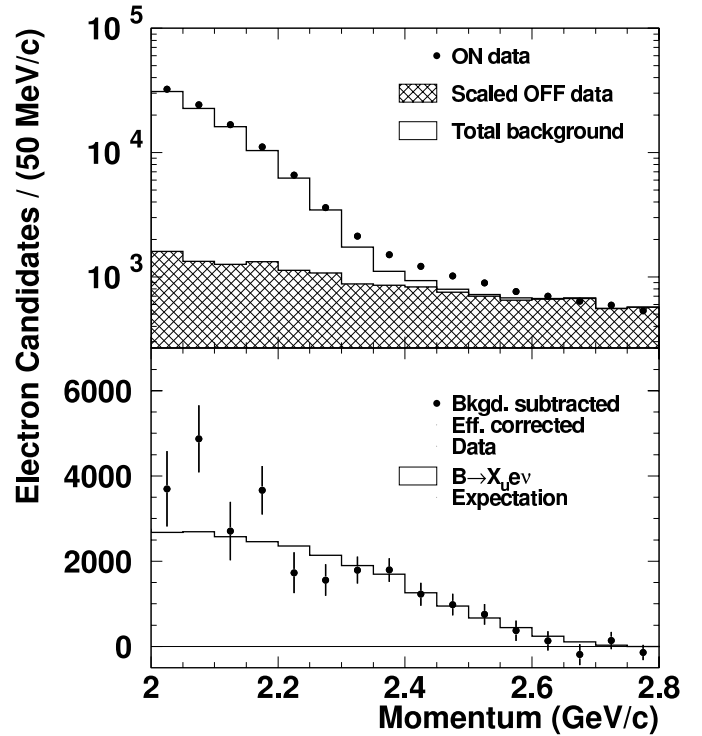 Electron Candidates / (50 MeV/c)
10^5
10^4
10^3
ON data
Scaled OFF data
Total background
6000
4000
2000
0
Bkgd. subtracted
Eff. corrected
Data
B→X_u eν
Expectation
2 2.2 2.4 2.6 2.8
Momentum (GeV/c)